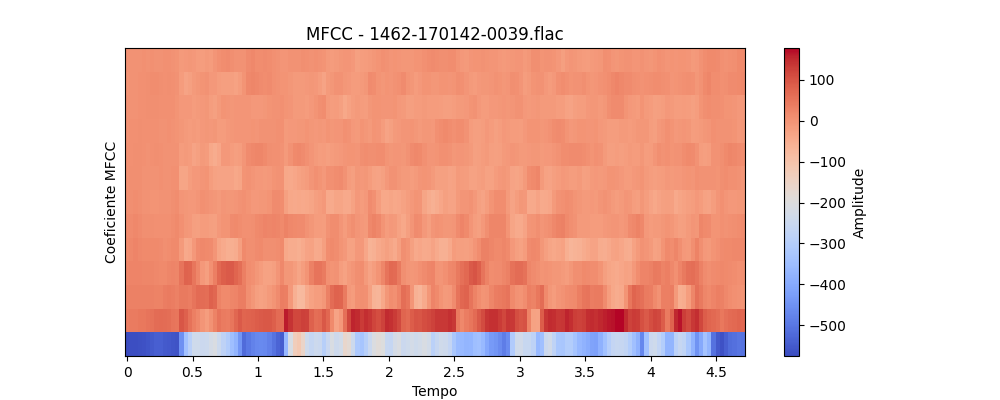 MFCC - 1462-170142-0039.flac
Coeficiente MFCC
0 0.5 1 1.5 2 2.5 3 3.5 4 4.5
Tempo
100
0
−100
−200
−300
−400
−500
Amplitude